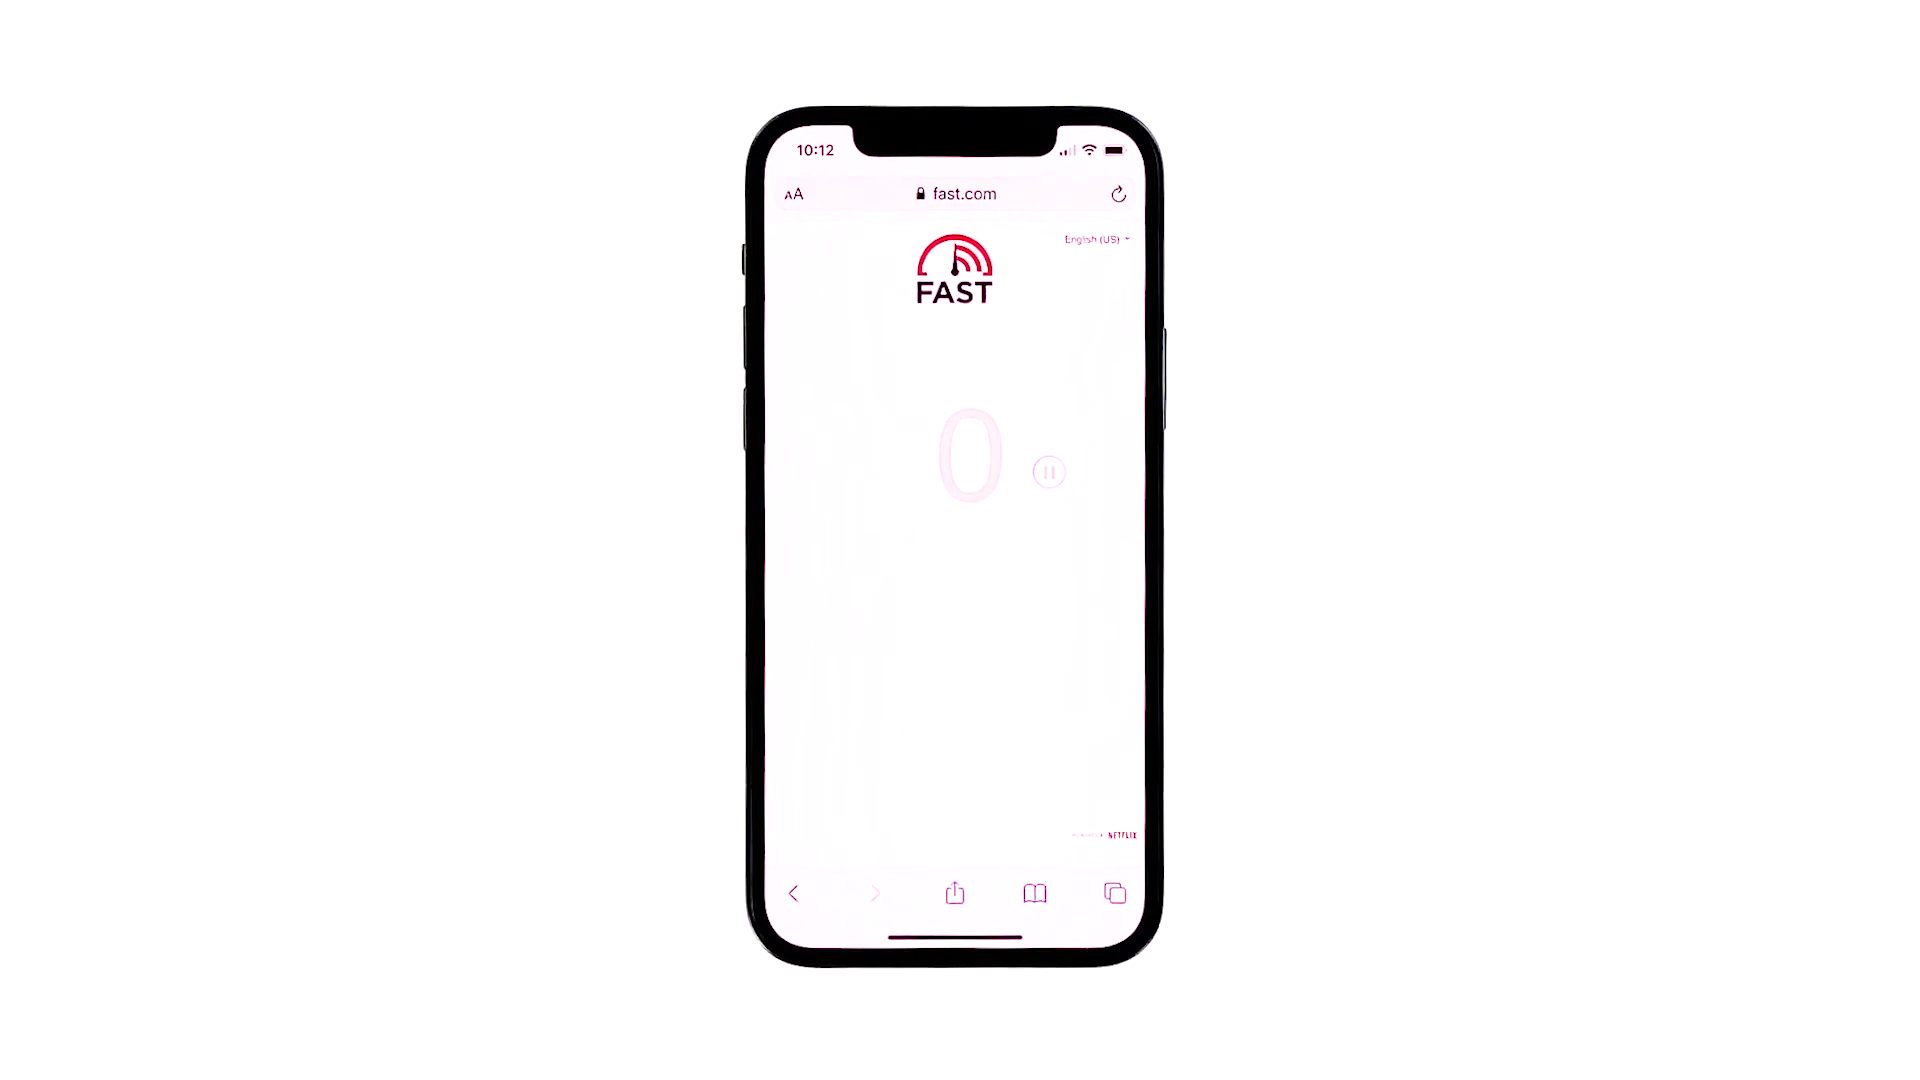 10:12
AA fast.com
English (US)
FAST
0
NETFLIX